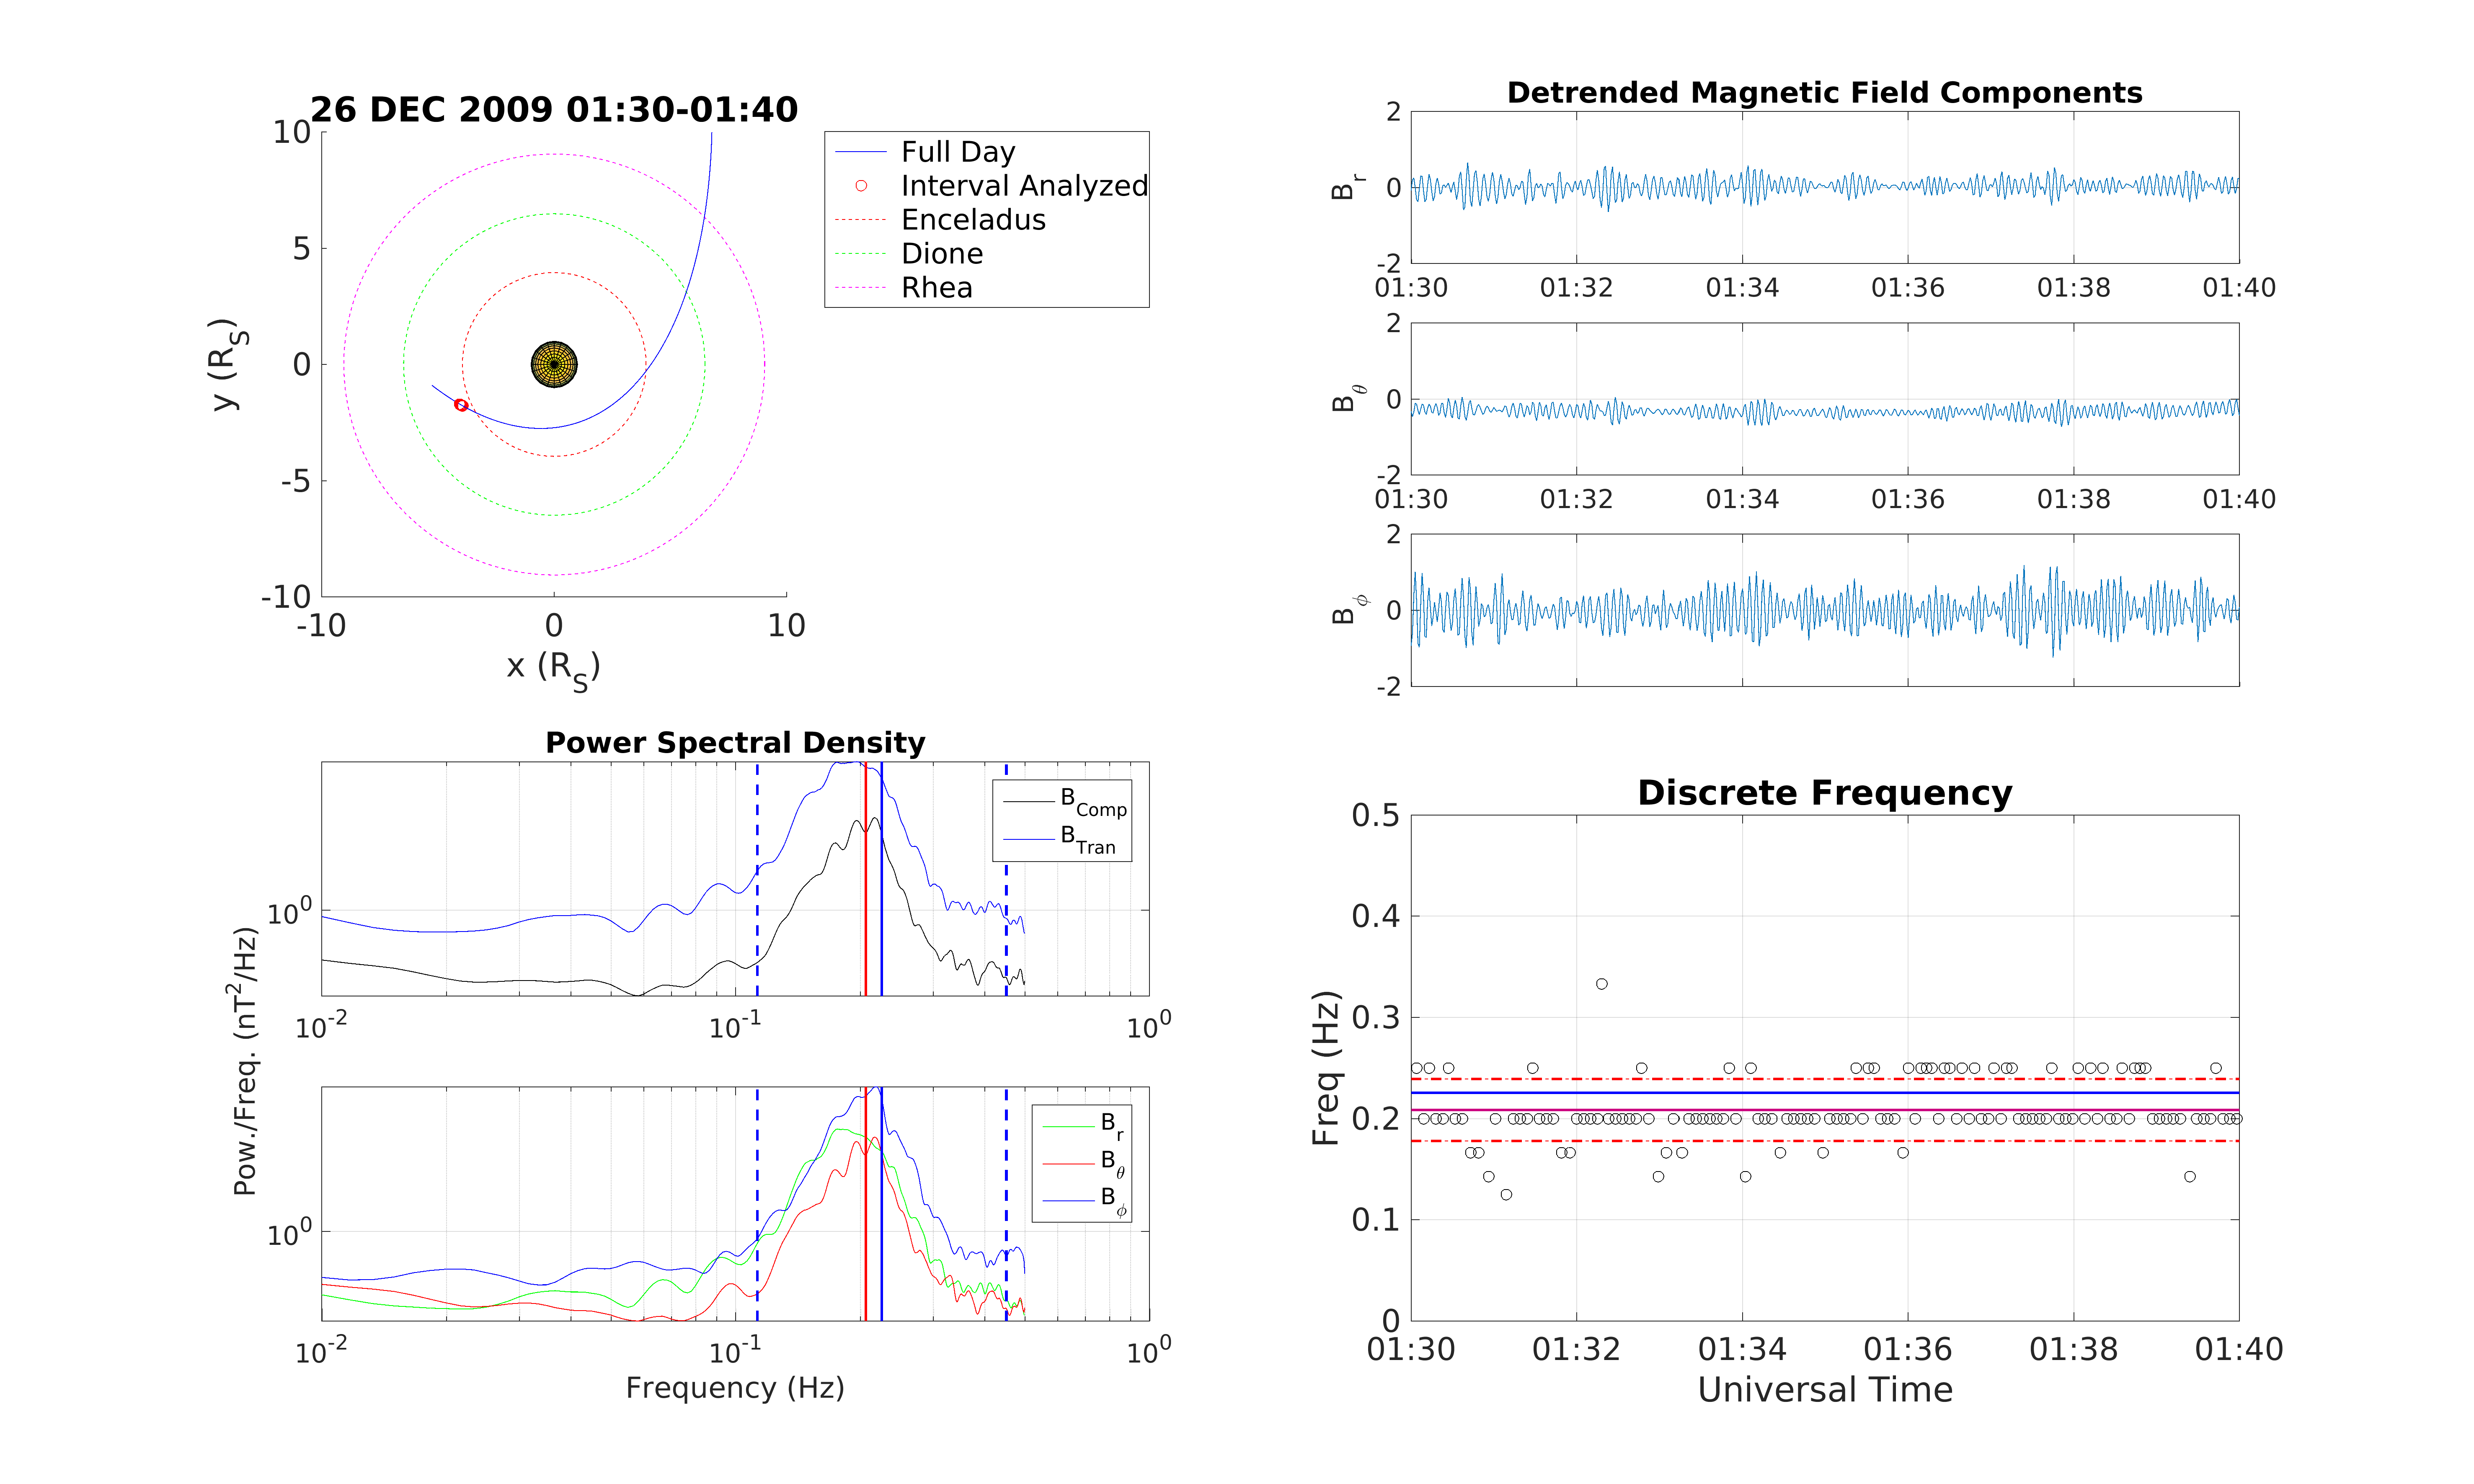 26 DEC 2009 01:30-01:40
10
5
0
-5
-10
-10
0
10
y (R_S)
x (R_S)
Full Day
Interval Analyzed
Enceladus
Dione
Rhea
Detrended Magnetic Field Components
2
0
-2
B_r
01:30
01:32
01:34
01:36
01:38
01:40
2
0
-2
B_θ
01:30
01:32
01:34
01:36
01:38
01:40
2
0
-2
B_ϕ
Power Spectral Density
B_Comp
B_Tran
10^0
10^-2
10^-1
10^0
Pow./Freq. (nT^2/Hz)
B_r
B_θ
B_ϕ
10^0
10^-2
10^-1
10^0
Frequency (Hz)
Discrete Frequency
0.5
0.4
0.3
0.2
0.1
0
Freq (Hz)
01:30
01:32
01:34
01:36
01:38
01:40
Universal Time